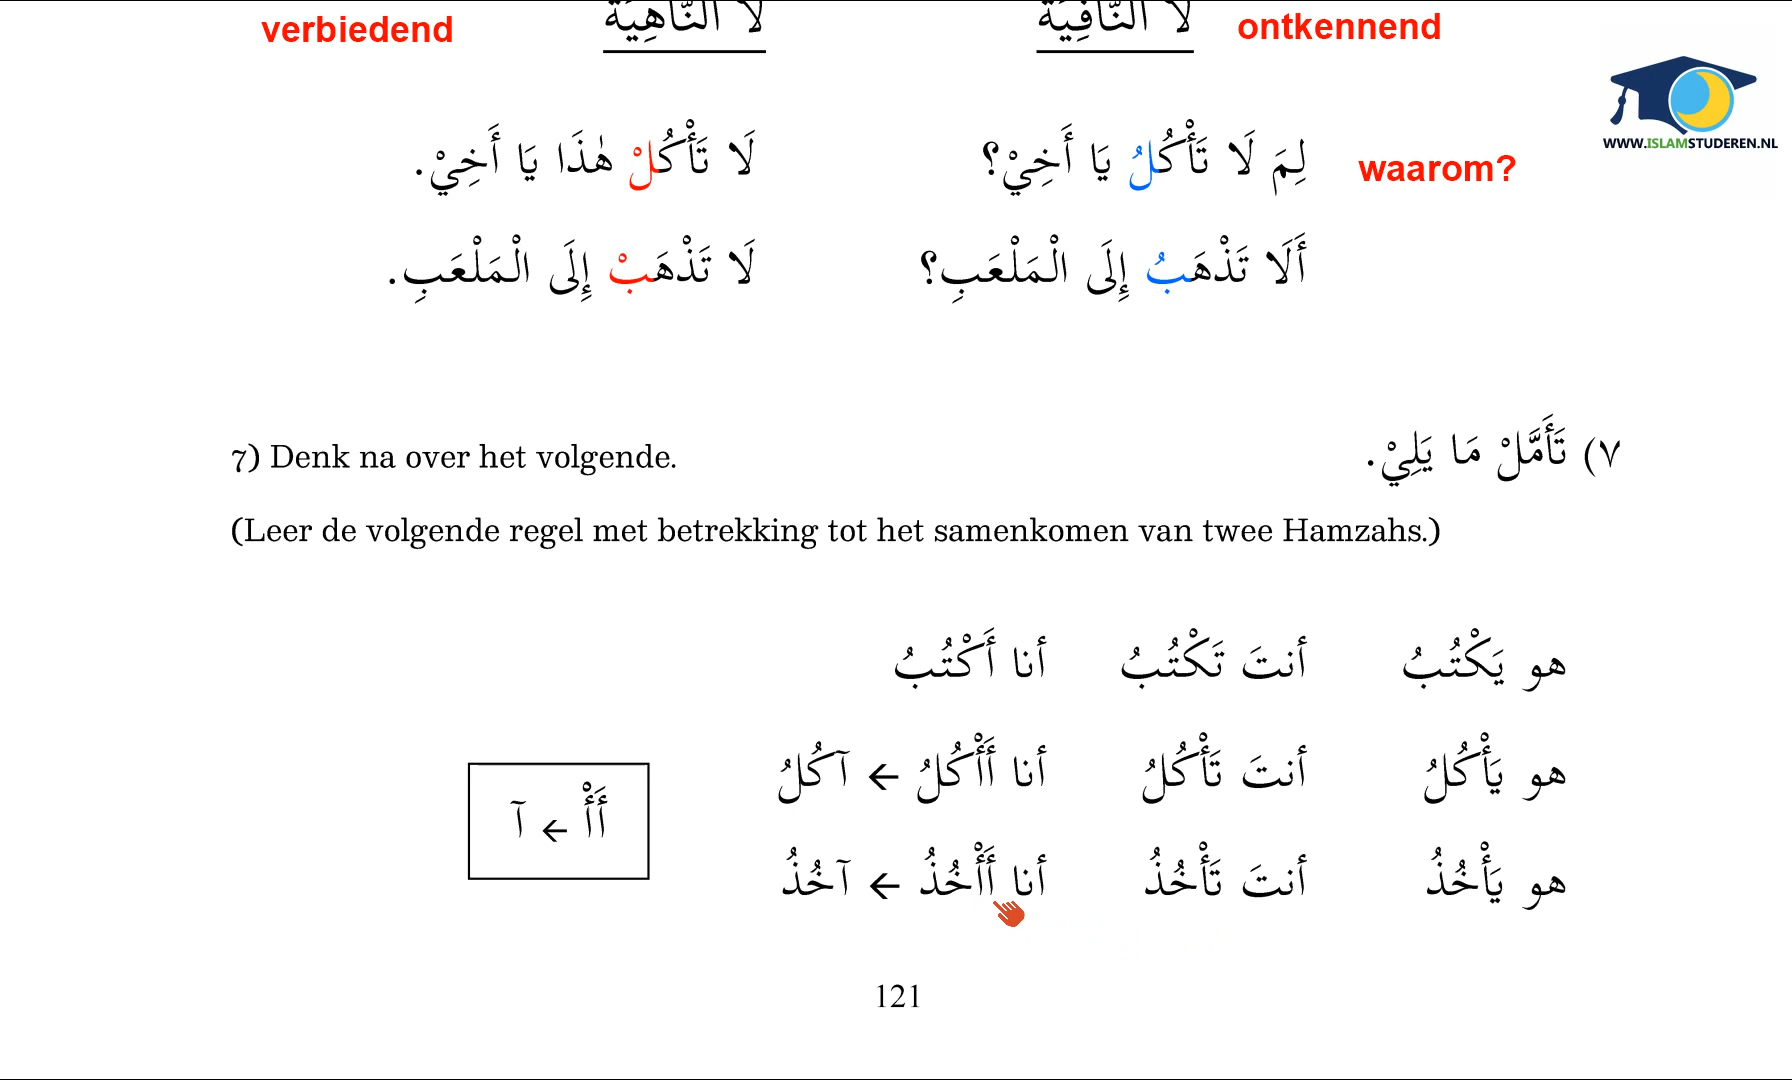 verbiedend لَا النَّاهِيَةُ لَا النَّافِيَةُ ontkennend
WWW.ISLAMSTUDEREN.NL
لِمَ لَا تَأْكُلُ يَا أَخِيْ؟ لَا تَأْكُلْ هٰذَا يَا أَخِيْ.
waarom?
أَلَا تَذْهَبُ إِلَى الْمَلْعَبِ؟ لَا تَذْهَبْ إِلَى الْمَلْعَبِ.
7) Denk na over het volgende. ٧) تَأَمَّلْ مَا يَلِيْ.
(Leer de volgende regel met betrekking tot het samenkomen van twee Hamzahs.)
هو يَكْتُبُ أنتَ تَكْتُبُ أنا أَكْتُبُ
هو يَأْكُلُ أنتَ تَأْكُلُ أنا أَأْكُلُ ← آكُلُ
أَأْ ← آ
هو يَأْخُذُ أنتَ تَأْخُذُ أنا أَأْخُذُ ← آخُذُ
121